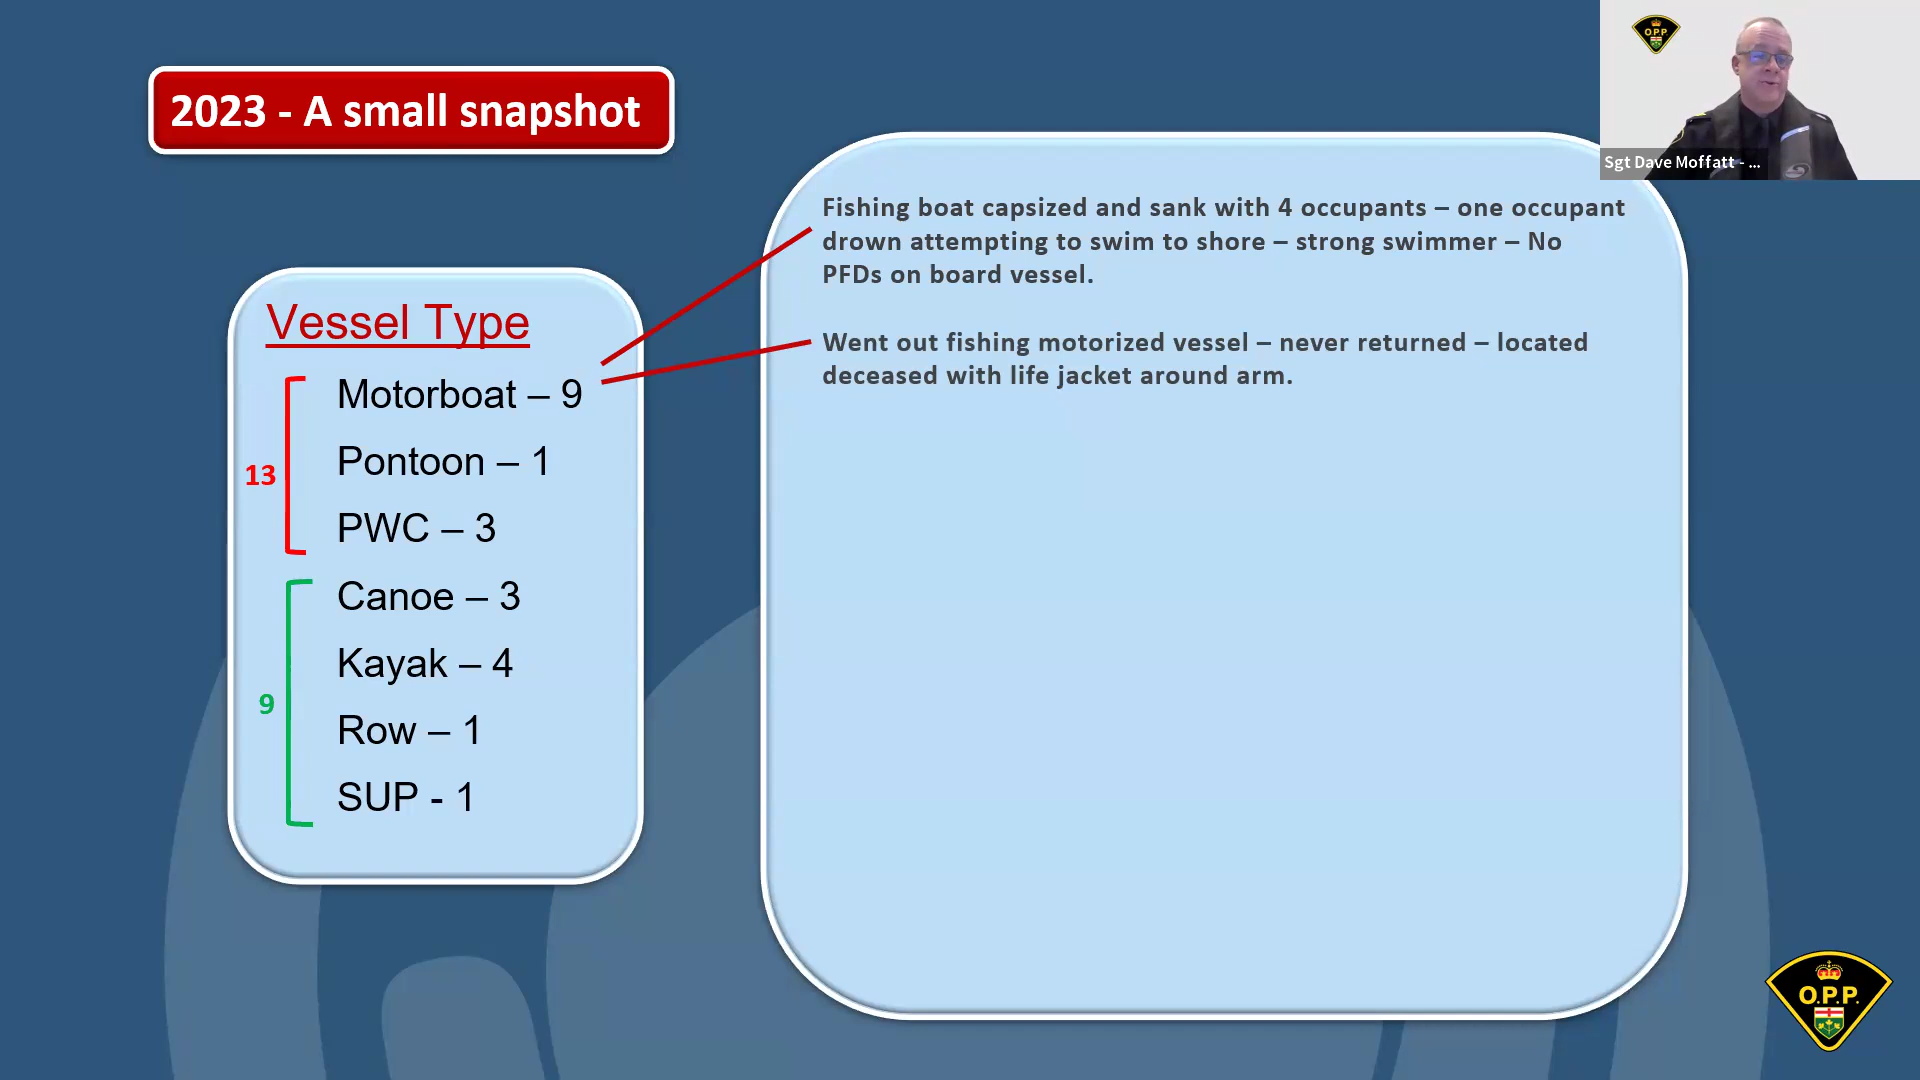 2023 - A small snapshot
OPP
Sgt Dave Moffatt - ...
Vessel Type
Motorboat – 9
Pontoon – 1
PWC – 3
13
Canoe – 3
Kayak – 4
Row – 1
SUP - 1
9
Fishing boat capsized and sank with 4 occupants – one occupant
drown attempting to swim to shore – strong swimmer – No
PFDs on board vessel.
Went out fishing motorized vessel – never returned – located
deceased with life jacket around arm.
O.P.P.